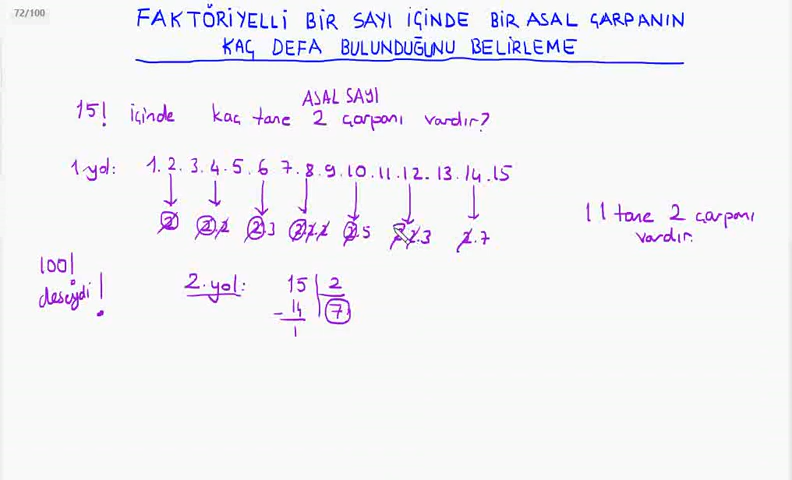 72/100
FAKTÖRİYELLİ BİR SAYI İÇİNDE BİR ASAL ÇARPANIN
KAÇ DEFA BULUNDUĞUNU BELİRLEME
ASAL SAYI
15! içinde kaç tane 2 çarpanı vardır?
1.yol: 1.2.3.4.5.6 7.8.9.10.11.12.13.14.15
2 2.2 2.3 2.2.2 2.5 2.2.3 2.7
11 tane 2 çarpanı
vardır.
100!
deseydi !
2.yol: 15 2
- 14 7
1